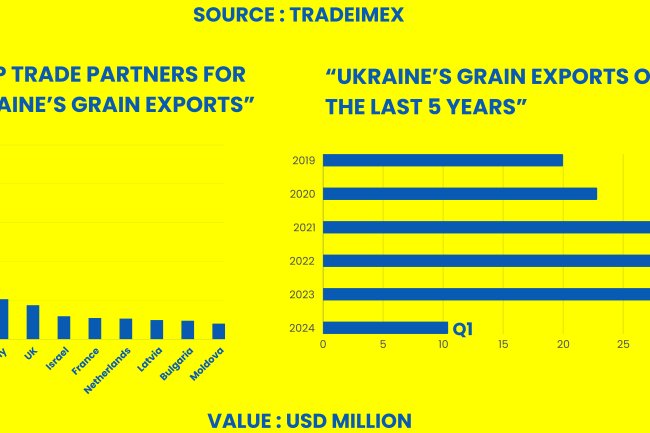 SOURCE : TRADEIMEX
P TRADE PARTNERS FOR
AINE'S GRAIN EXPORTS”
“UKRAINE'S GRAIN EXPORTS O
THE LAST 5 YEARS”
2019
2020
2021
2022
2023
2024
Q1
0 5 10 15 20 25
y UK Israel France Netherlands Latvia Bulgaria Moldova
VALUE : USD MILLION